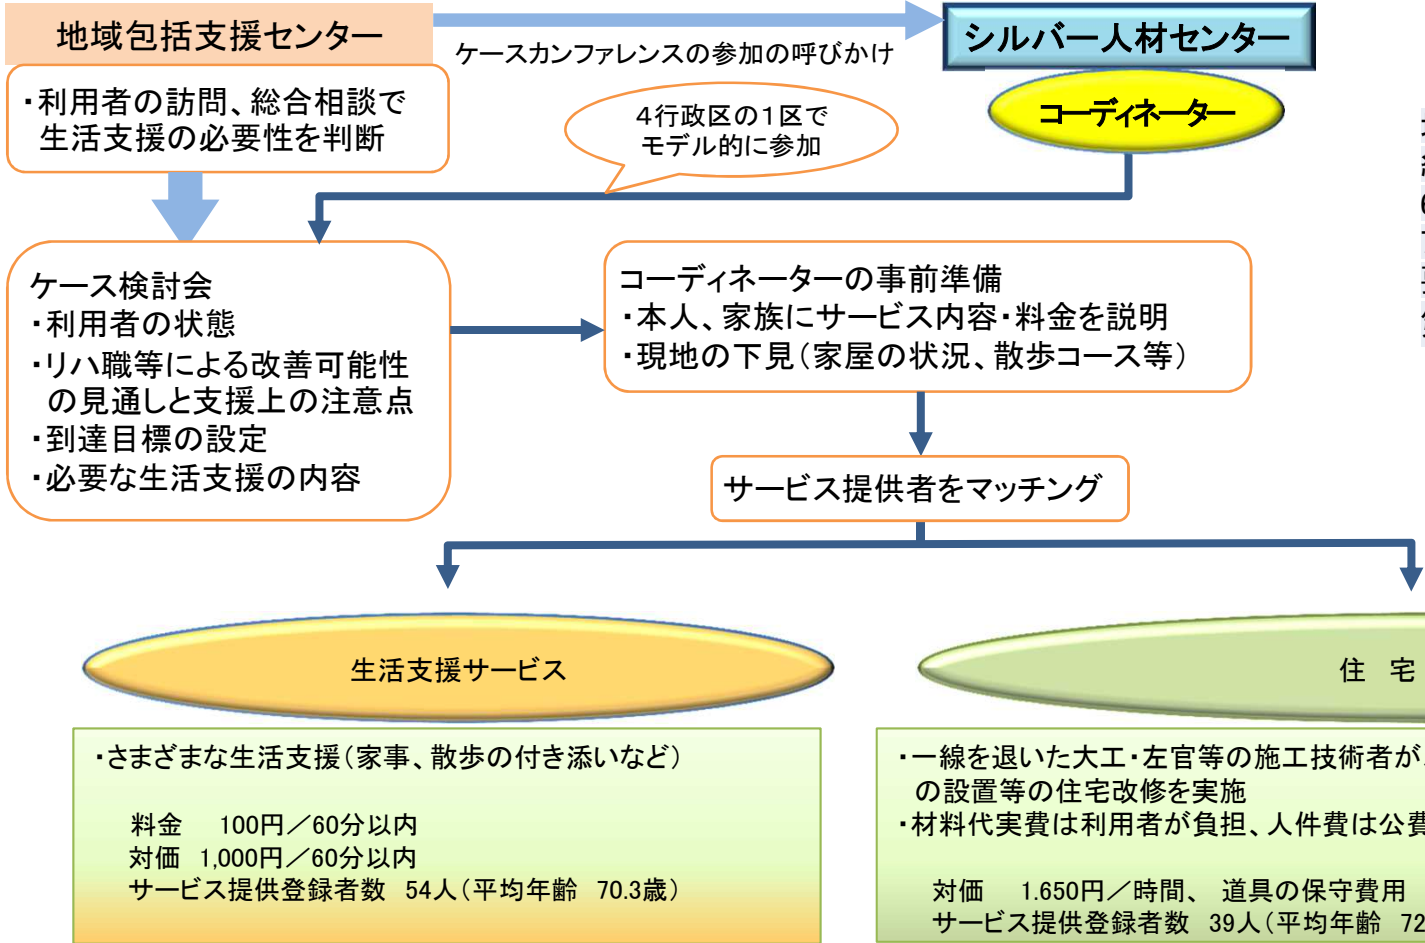 地域包括支援センター
ケースカンファレンスの参加の呼びかけ
シルバー人材センター
コーディネーター
・利用者の訪問、総合相談で
生活支援の必要性を判断
4行政区の1区で
モデル的に参加
ケース検討会
・利用者の状態
・リハ職等による改善可能性
の見通しと支援上の注意点
・到達目標の設定
・必要な生活支援の内容
コーディネーターの事前準備
・本人、家族にサービス内容・料金を説明
・現地の下見(家屋の状況、散歩コース等)
サービス提供者をマッチング
生活支援サービス
・さまざまな生活支援(家事、散歩の付き添いなど)
料金 100円/60分以内
対価 1,000円/60分以内
サービス提供登録者数 54人(平均年齢 70.3歳)
住 宅
・一線を退いた大工・左官等の施工技術者が
の設置等の住宅改修を実施
・材料代実費は利用者が負担、人件費は公費
対価 1.650円/時間、 道具の保守費用
サービス提供登録者数 39人(平均年齢 72